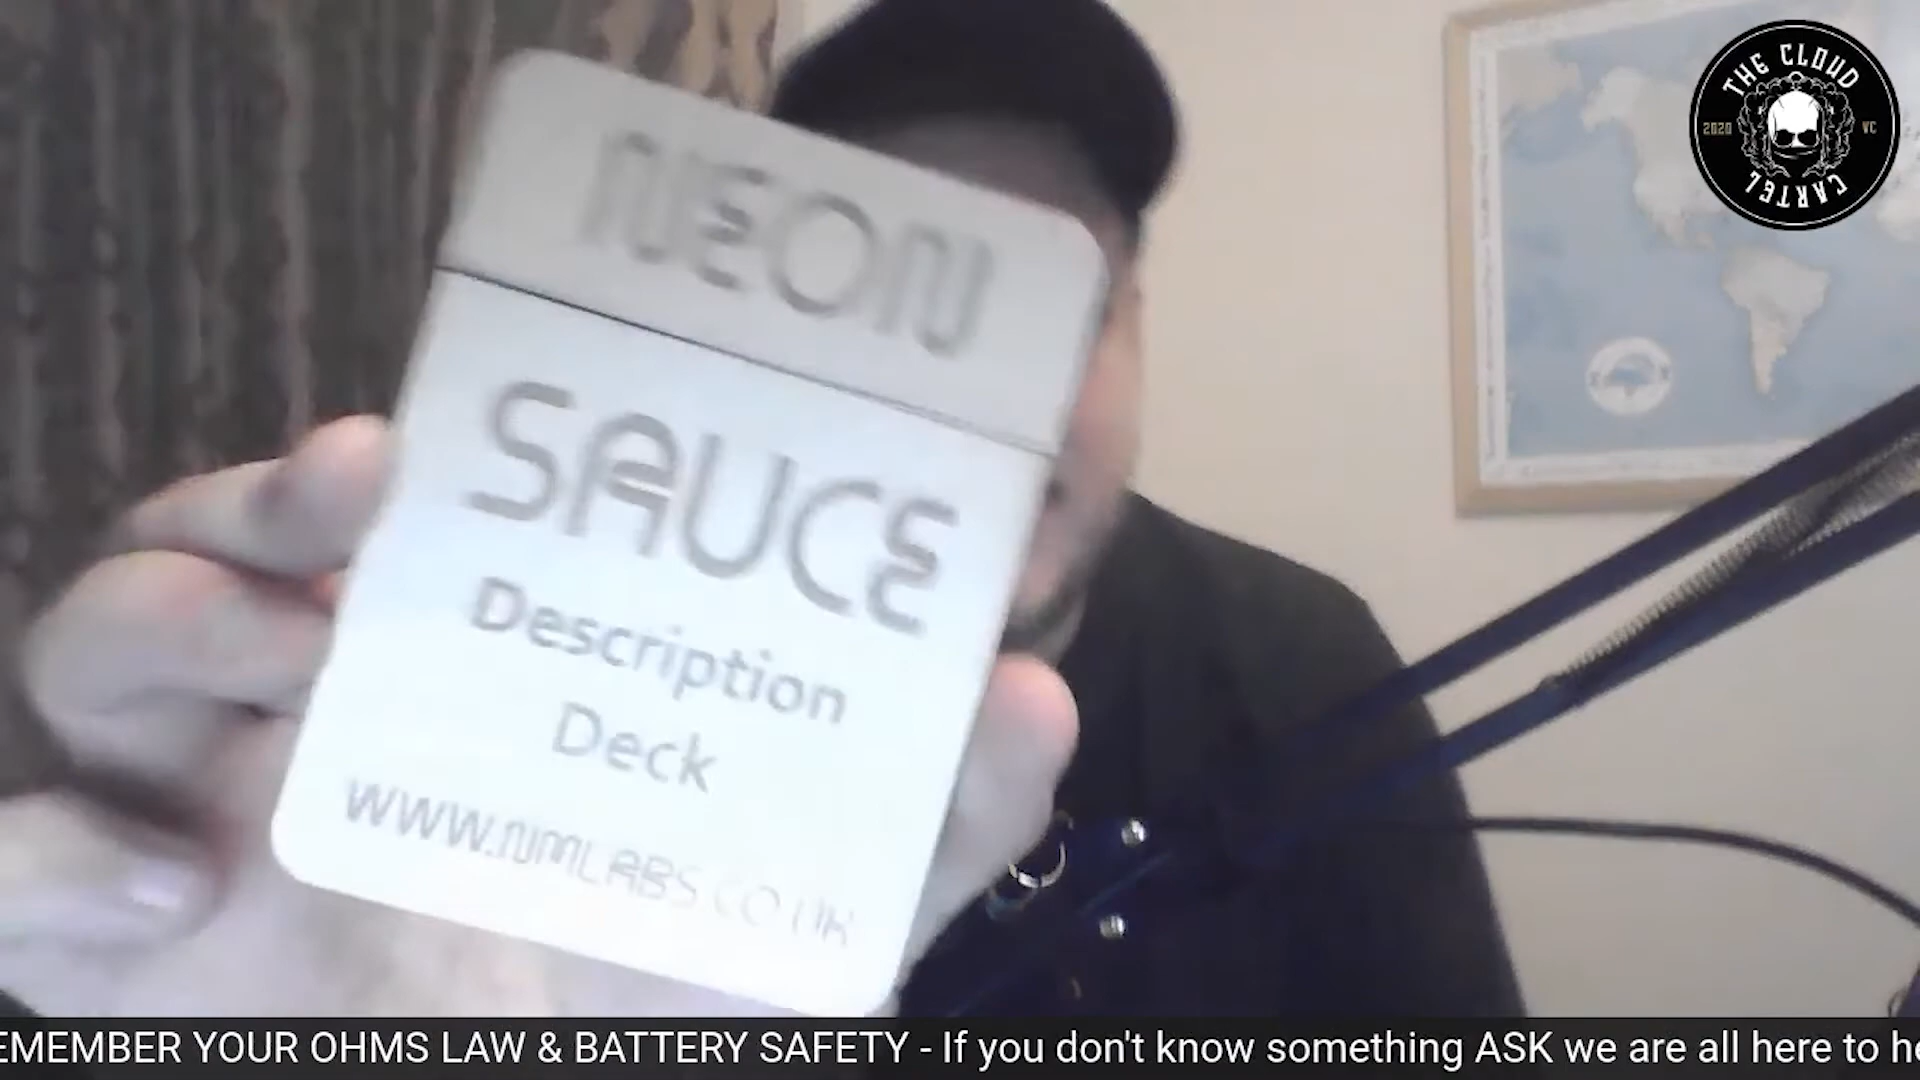 THE CLOUD
2020 VC
CARTEL
NEON
SAUCE
Description
Deck
WWW.NMLABS.CO.UK
EMEMBER YOUR OHMS LAW & BATTERY SAFETY - If you don't know something ASK we are all here to he